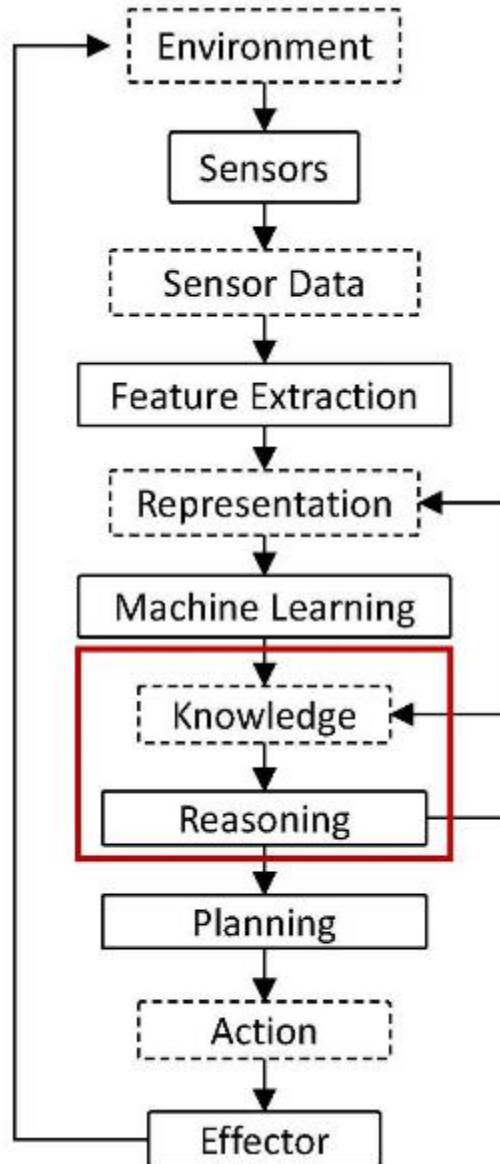 Environment
Sensors
Sensor Data
Feature Extraction
Representation
Machine Learning
Knowledge
Reasoning
Planning
Action
Effector